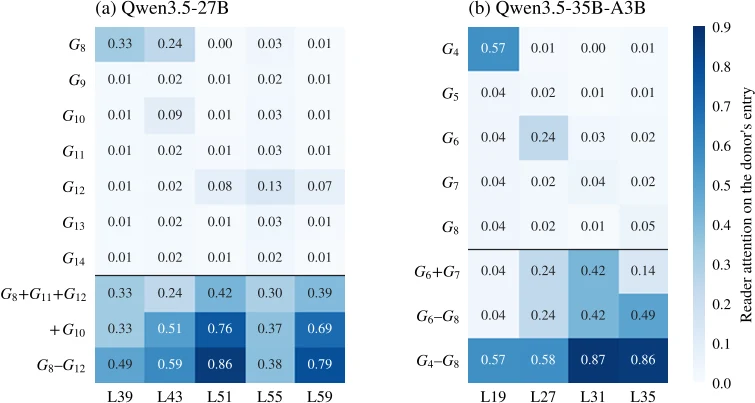 (a) Qwen3.5-27B
G8 0.33 0.24 0.00 0.03 0.01
G9 0.01 0.02 0.01 0.02 0.01
G10 0.01 0.09 0.01 0.03 0.01
G11 0.01 0.02 0.01 0.03 0.01
G12 0.01 0.02 0.08 0.13 0.07
G13 0.01 0.02 0.01 0.03 0.01
G14 0.01 0.02 0.01 0.02 0.01
G8+G11+G12 0.33 0.24 0.42 0.30 0.39
+G10 0.33 0.51 0.76 0.37 0.69
G8–G12 0.49 0.59 0.86 0.38 0.79
L39 L43 L51 L55 L59
(b) Qwen3.5-35B-A3B
G4 0.57 0.01 0.00 0.01
G5 0.04 0.02 0.01 0.01
G6 0.04 0.24 0.03 0.02
G7 0.04 0.02 0.04 0.02
G8 0.04 0.02 0.01 0.05
G6+G7 0.04 0.24 0.42 0.14
G6–G8 0.04 0.24 0.42 0.49
G4–G8 0.57 0.58 0.87 0.86
L19 L27 L31 L35
0.9
0.8
0.7
0.6
0.5
0.4
0.3
0.2
0.1
0.0
Reader attention on the donor's entry